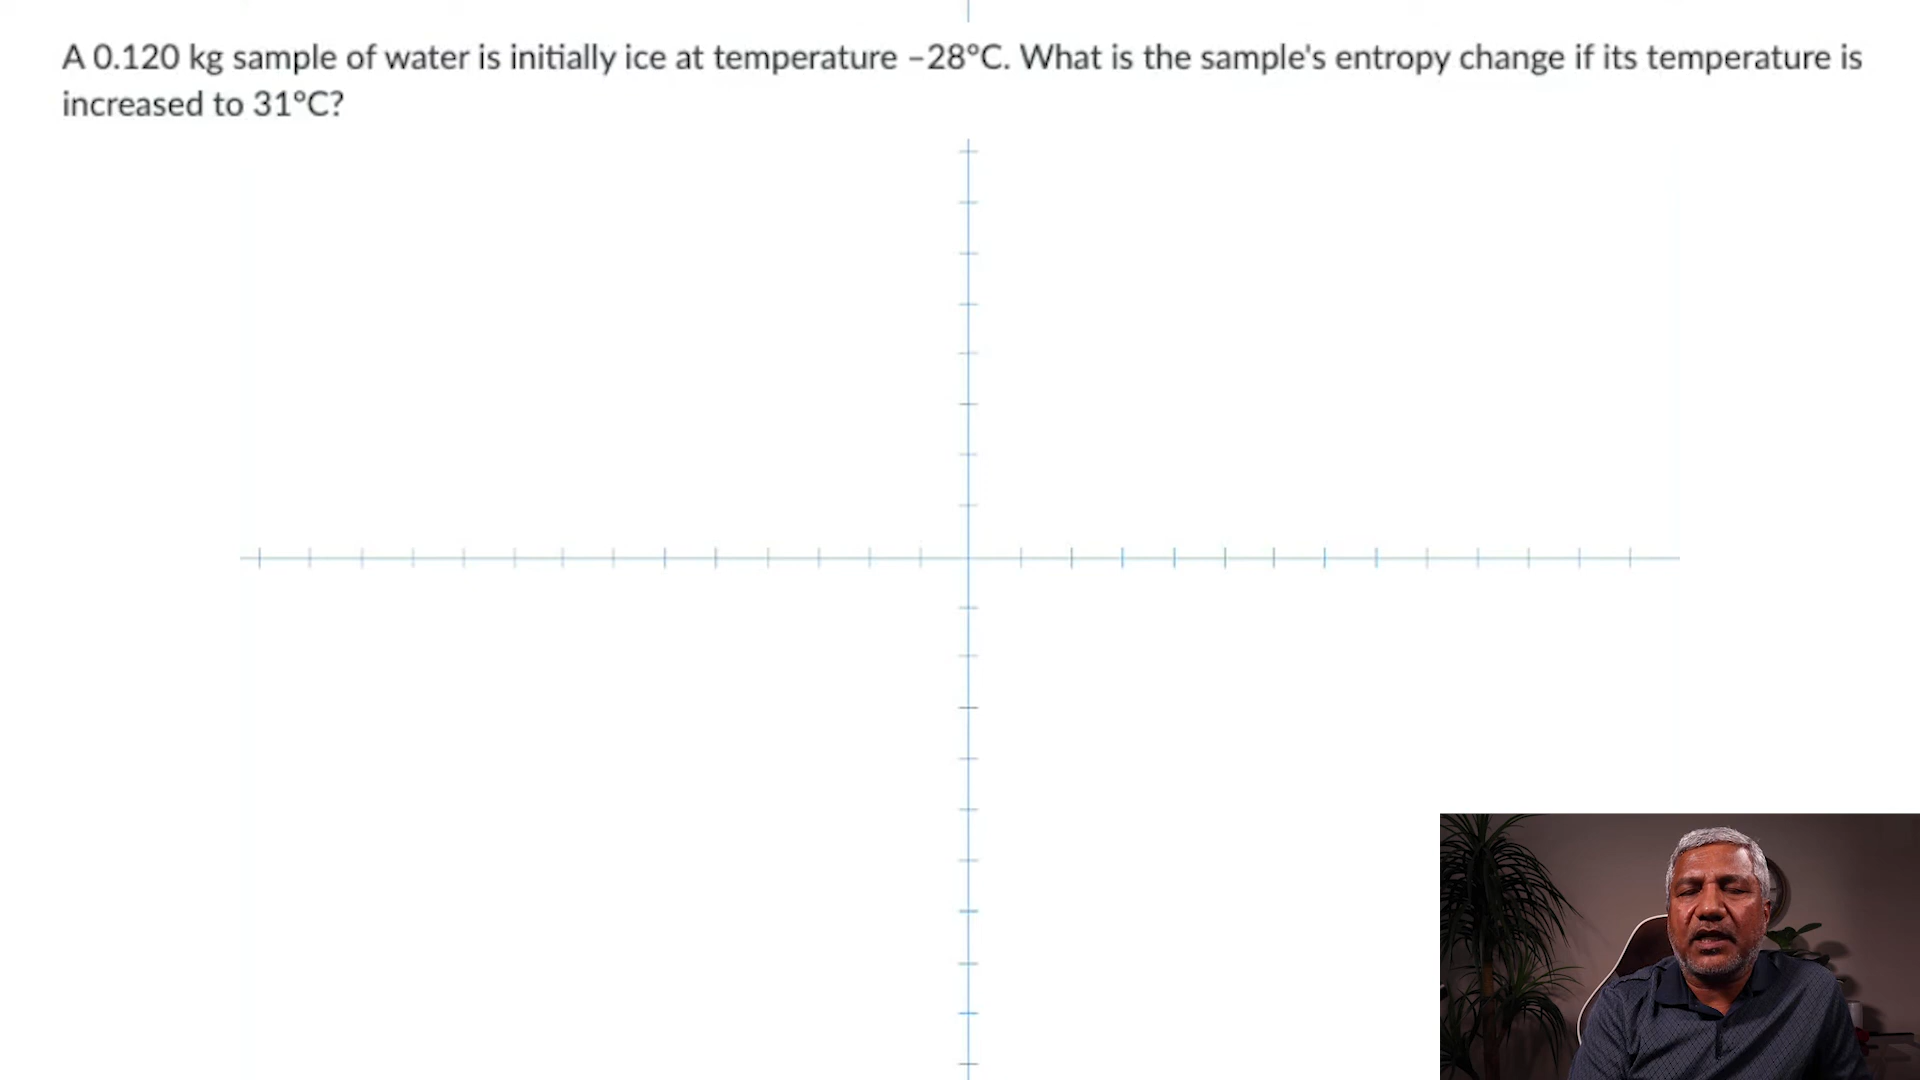 A 0.120 kg sample of water is initially ice at temperature −28°C. What is the sample's entropy change if its temperature is
increased to 31°C?